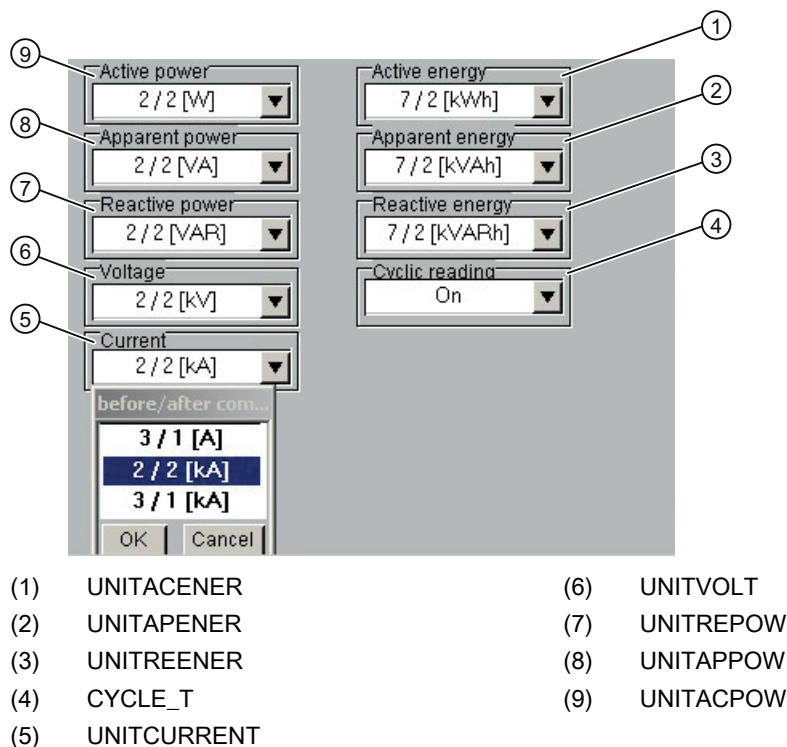 1
9
Active power
Active energy
2 / 2 [W]
7 / 2 [kWh]
2
8
Apparent power
Apparent energy
2 / 2 [VA]
7 / 2 [kVAh]
3
7
Reactive power
Reactive energy
2 / 2 [VAR]
7 / 2 [kVARh]
4
6
Voltage
Cyclic reading
2 / 2 [kV]
On
5
Current
2 / 2 [kA]
before/after com...
3 / 1 [A]
2 / 2 [kA]
3 / 1 [kA]
OK
Cancel
(1) UNITACENER
(2) UNITAPENER
(3) UNITREENER
(4) CYCLE_T
(5) UNITCURRENT
(6) UNITVOLT
(7) UNITREPOW
(8) UNITAPPOW
(9) UNITACPOW